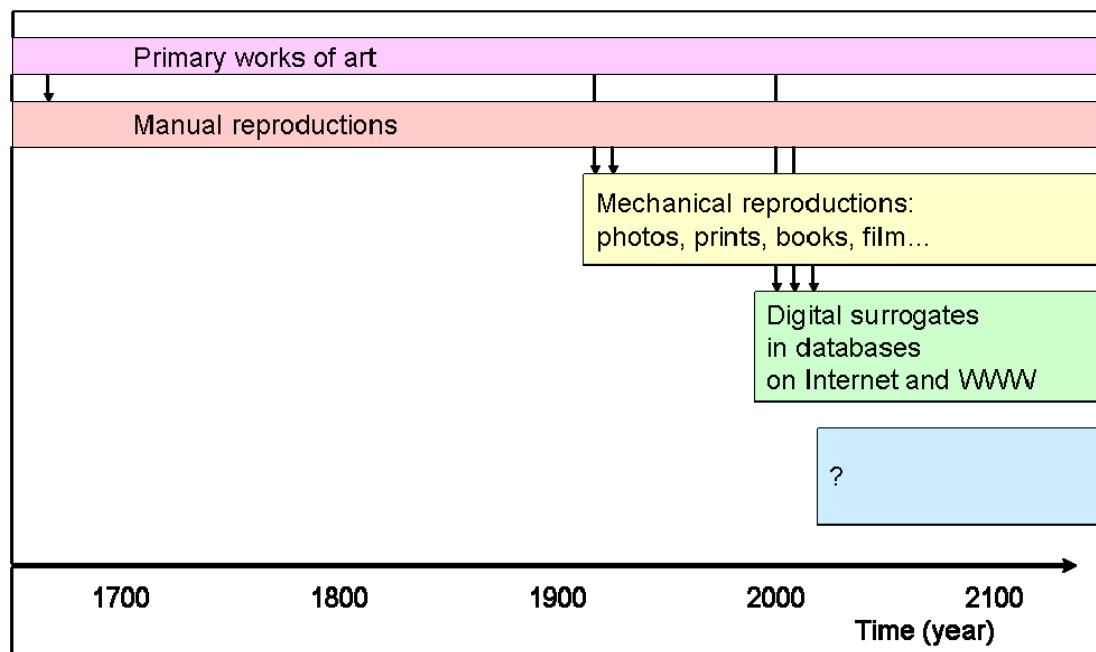 Primary works of art
Manual reproductions
Mechanical reproductions:
photos, prints, books, film...
Digital surrogates
in databases
on Internet and WWW
?
1700 1800 1900 2000 2100
Time (year)